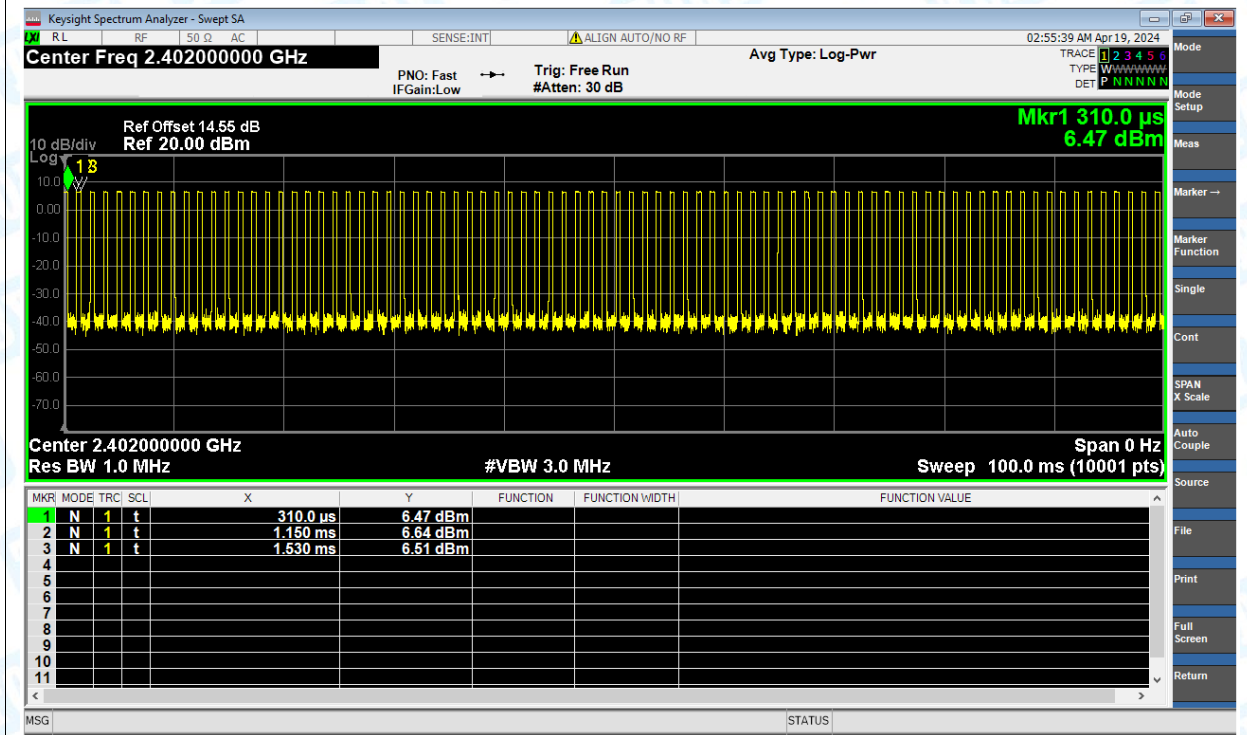 Keysight Spectrum Analyzer - Swept SA
LXI RL RF 50 Ω AC SENSE:INT ALIGN AUTO/NO RF 02:55:39 AM Apr 19, 2024
Center Freq 2.402000000 GHz
Avg Type: Log-Pwr
TRACE 1 2 3 4 5 6
TYPE WWWWWW
DET P N N N N N
PNO: Fast
IFGain:Low
Trig: Free Run
#Atten: 30 dB
Mkr1 310.0 µs
6.47 dBm
Ref Offset 14.55 dB
10 dB/div Ref 20.00 dBm
Log
1
3
10.0
0.00
-10.0
-20.0
-30.0
-40.0
-50.0
-60.0
-70.0
Center 2.402000000 GHz Span 0 Hz
Res BW 1.0 MHz #VBW 3.0 MHz Sweep 100.0 ms (10001 pts)
MKR MODE TRC SCL X Y FUNCTION FUNCTION WIDTH FUNCTION VALUE
1 N 1 t 310.0 µs 6.47 dBm
2 N 1 t 1.150 ms 6.64 dBm
3 N 1 t 1.530 ms 6.51 dBm
4
5
6
7
8
9
10
11
MSG STATUS
Mode
Mode
Setup
Meas
Marker →
Marker
Function
Single
Cont
SPAN
X Scale
Auto
Couple
Source
File
Print
Full
Screen
Return